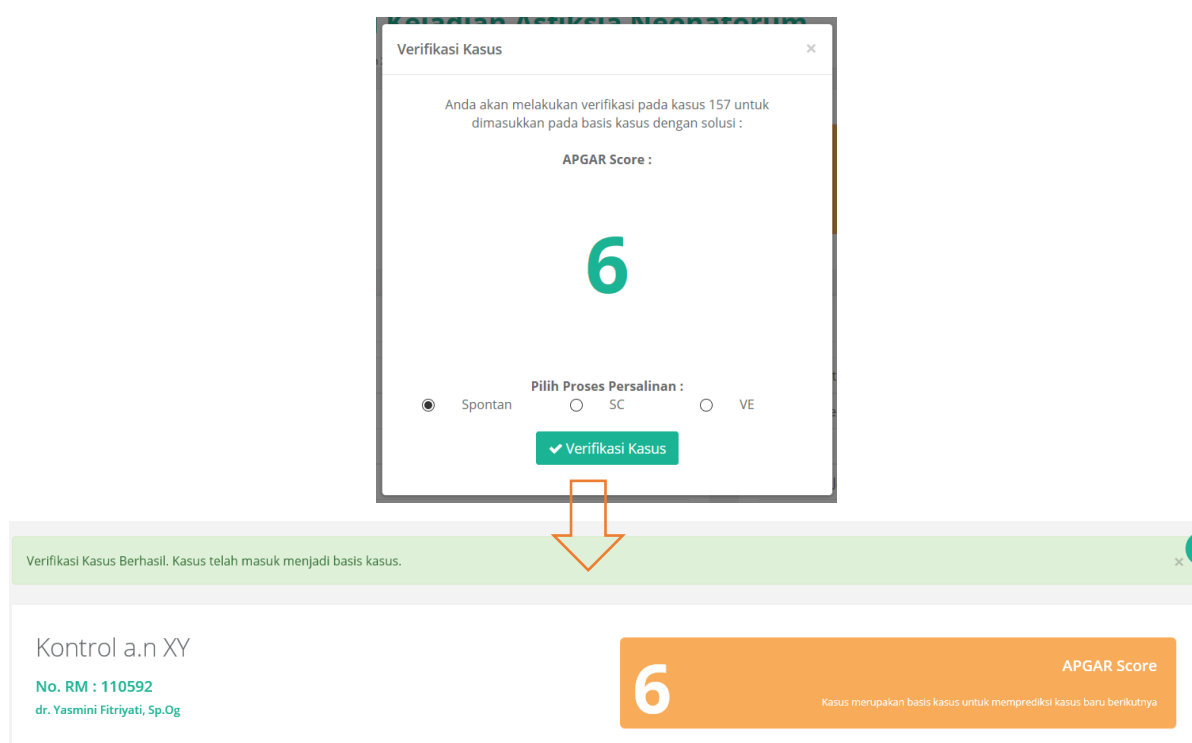 Kejadian Asfiksia Neonatorum
Verifikasi Kasus ×
Anda akan melakukan verifikasi pada kasus 157 untuk
dimasukkan pada basis kasus dengan solusi :
APGAR Score :
6
Pilih Proses Persalinan :
Spontan SC VE
Verifikasi Kasus
Verifikasi Kasus Berhasil. Kasus telah masuk menjadi basis kasus. ×
Kontrol a.n XY
No. RM : 110592
dr. Yasmini Fitriyati, Sp.Og
6
APGAR Score
Kasus merupakan basis kasus untuk memprediksi kasus baru berikutnya